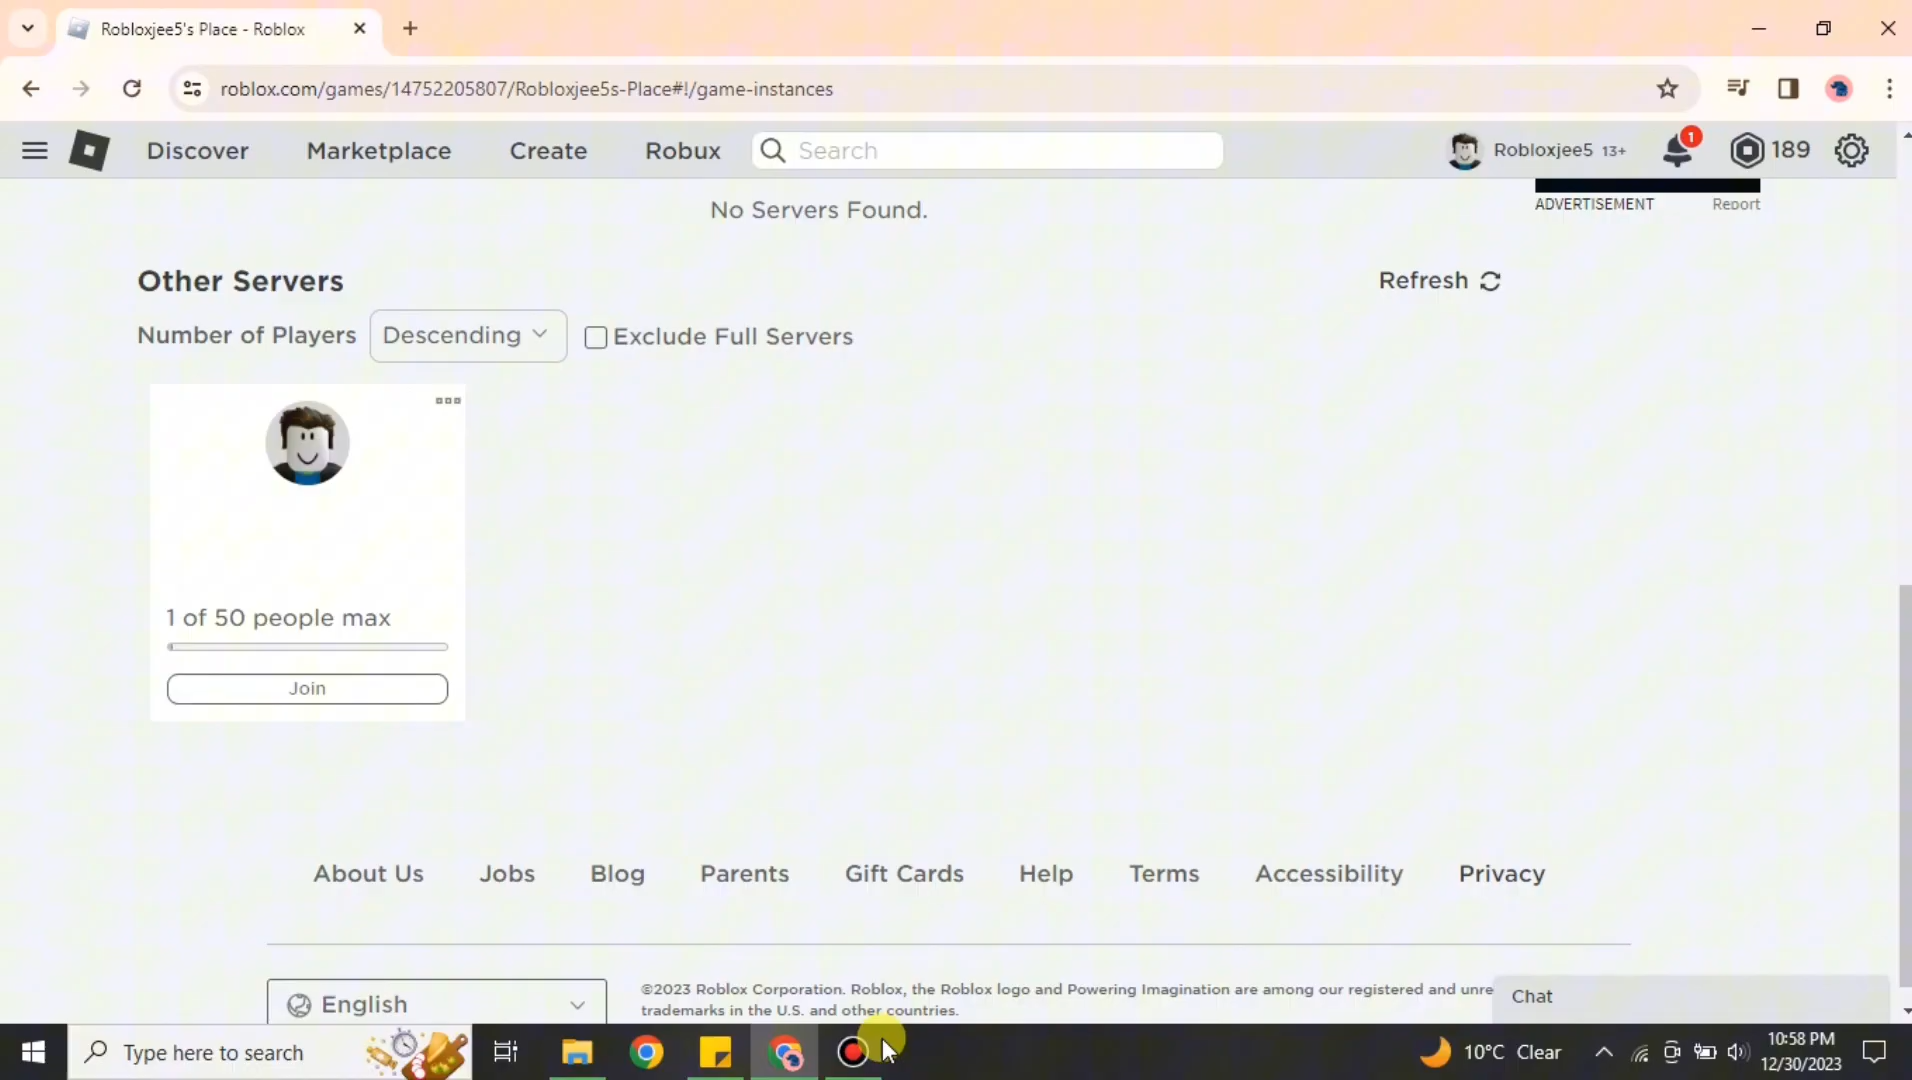 Robloxjee5's Place - Roblox
roblox.com/games/14752205807/Robloxjee5s-Place#!/game-instances
Discover Marketplace Create Robux Search Robloxjee5 13+ 1 189
ADVERTISEMENT Report
No Servers Found.
Other Servers Refresh
Number of Players Descending Exclude Full Servers
1 of 50 people max
Join
About Us Jobs Blog Parents Gift Cards Help Terms Accessibility Privacy
English
©2023 Roblox Corporation. Roblox, the Roblox logo and Powering Imagination are among our registered and unre
trademarks in the U.S. and other countries.
Chat
Type here to search
10°C Clear
10:58 PM
12/30/2023